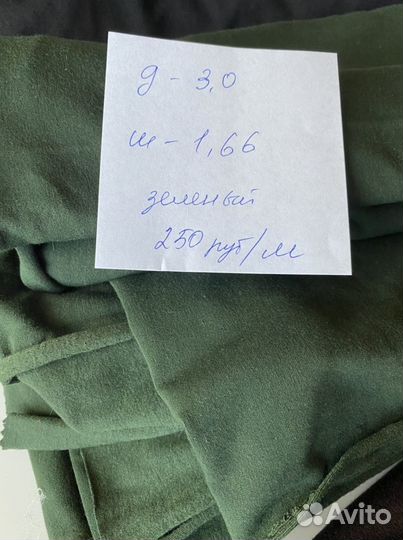 д - 3,0
ш - 1,66
зеленый
250 руб/м
Avito